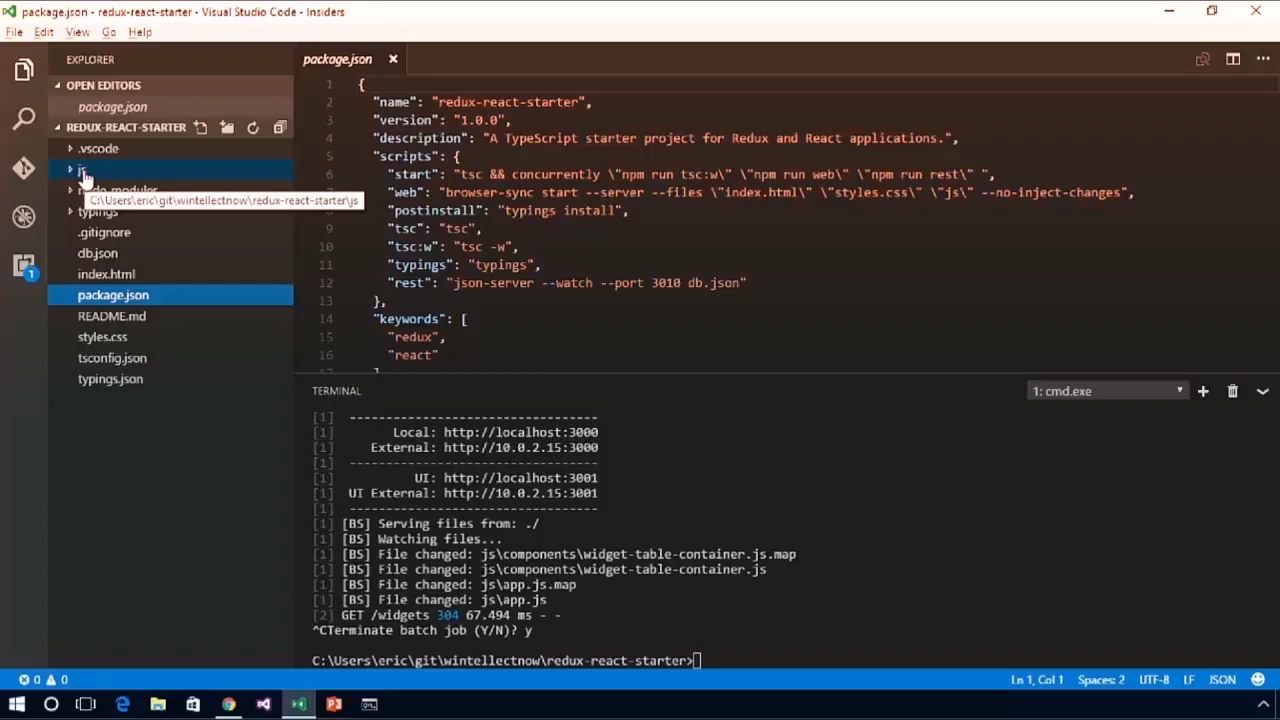 package.json - redux-react-starter - Visual Studio Code - Insiders
File Edit View Go Help
EXPLORER
OPEN EDITORS
package.json
REDUX-REACT-STARTER
.vscode
js
node_modules
C:\Users\eric\git\wintellectnow\redux-react-starter\js
typings
.gitignore
db.json
index.html
package.json
README.md
styles.css
tsconfig.json
typings.json
1
package.json
1 {
2 "name": "redux-react-starter",
3 "version": "1.0.0",
4 "description": "A TypeScript starter project for Redux and React applications.",
5 "scripts": {
6 "start": "tsc && concurrently \"npm run tsc:w\" \"npm run web\" \"npm run rest\" ",
7 "web": "browser-sync start --server --files \"index.html\" \"styles.css\" \"js\" --no-inject-changes",
8 "postinstall": "typings install",
9 "tsc": "tsc",
10 "tsc:w": "tsc -w",
11 "typings": "typings",
12 "rest": "json-server --watch --port 3010 db.json"
13 },
14 "keywords": [
15 "redux",
16 "react"
TERMINAL
1: cmd.exe
[1] ----------------------------------
[1] Local: http://localhost:3000
[1] External: http://10.0.2.15:3000
[1] ----------------------------------
[1] UI: http://localhost:3001
[1] UI External: http://10.0.2.15:3001
[1] ----------------------------------
[1] [BS] Serving files from: ./
[1] [BS] Watching files...
[1] [BS] File changed: js\components\widget-table-container.js.map
[1] [BS] File changed: js\components\widget-table-container.js
[1] [BS] File changed: js\app.js.map
[1] [BS] File changed: js\app.js
[2] GET /widgets 304 67.494 ms - -
^CTerminate batch job (Y/N)? y
C:\Users\eric\git\wintellectnow\redux-react-starter>
0 0
Ln 1, Col 1 Spaces: 2 UTF-8 LF JSON